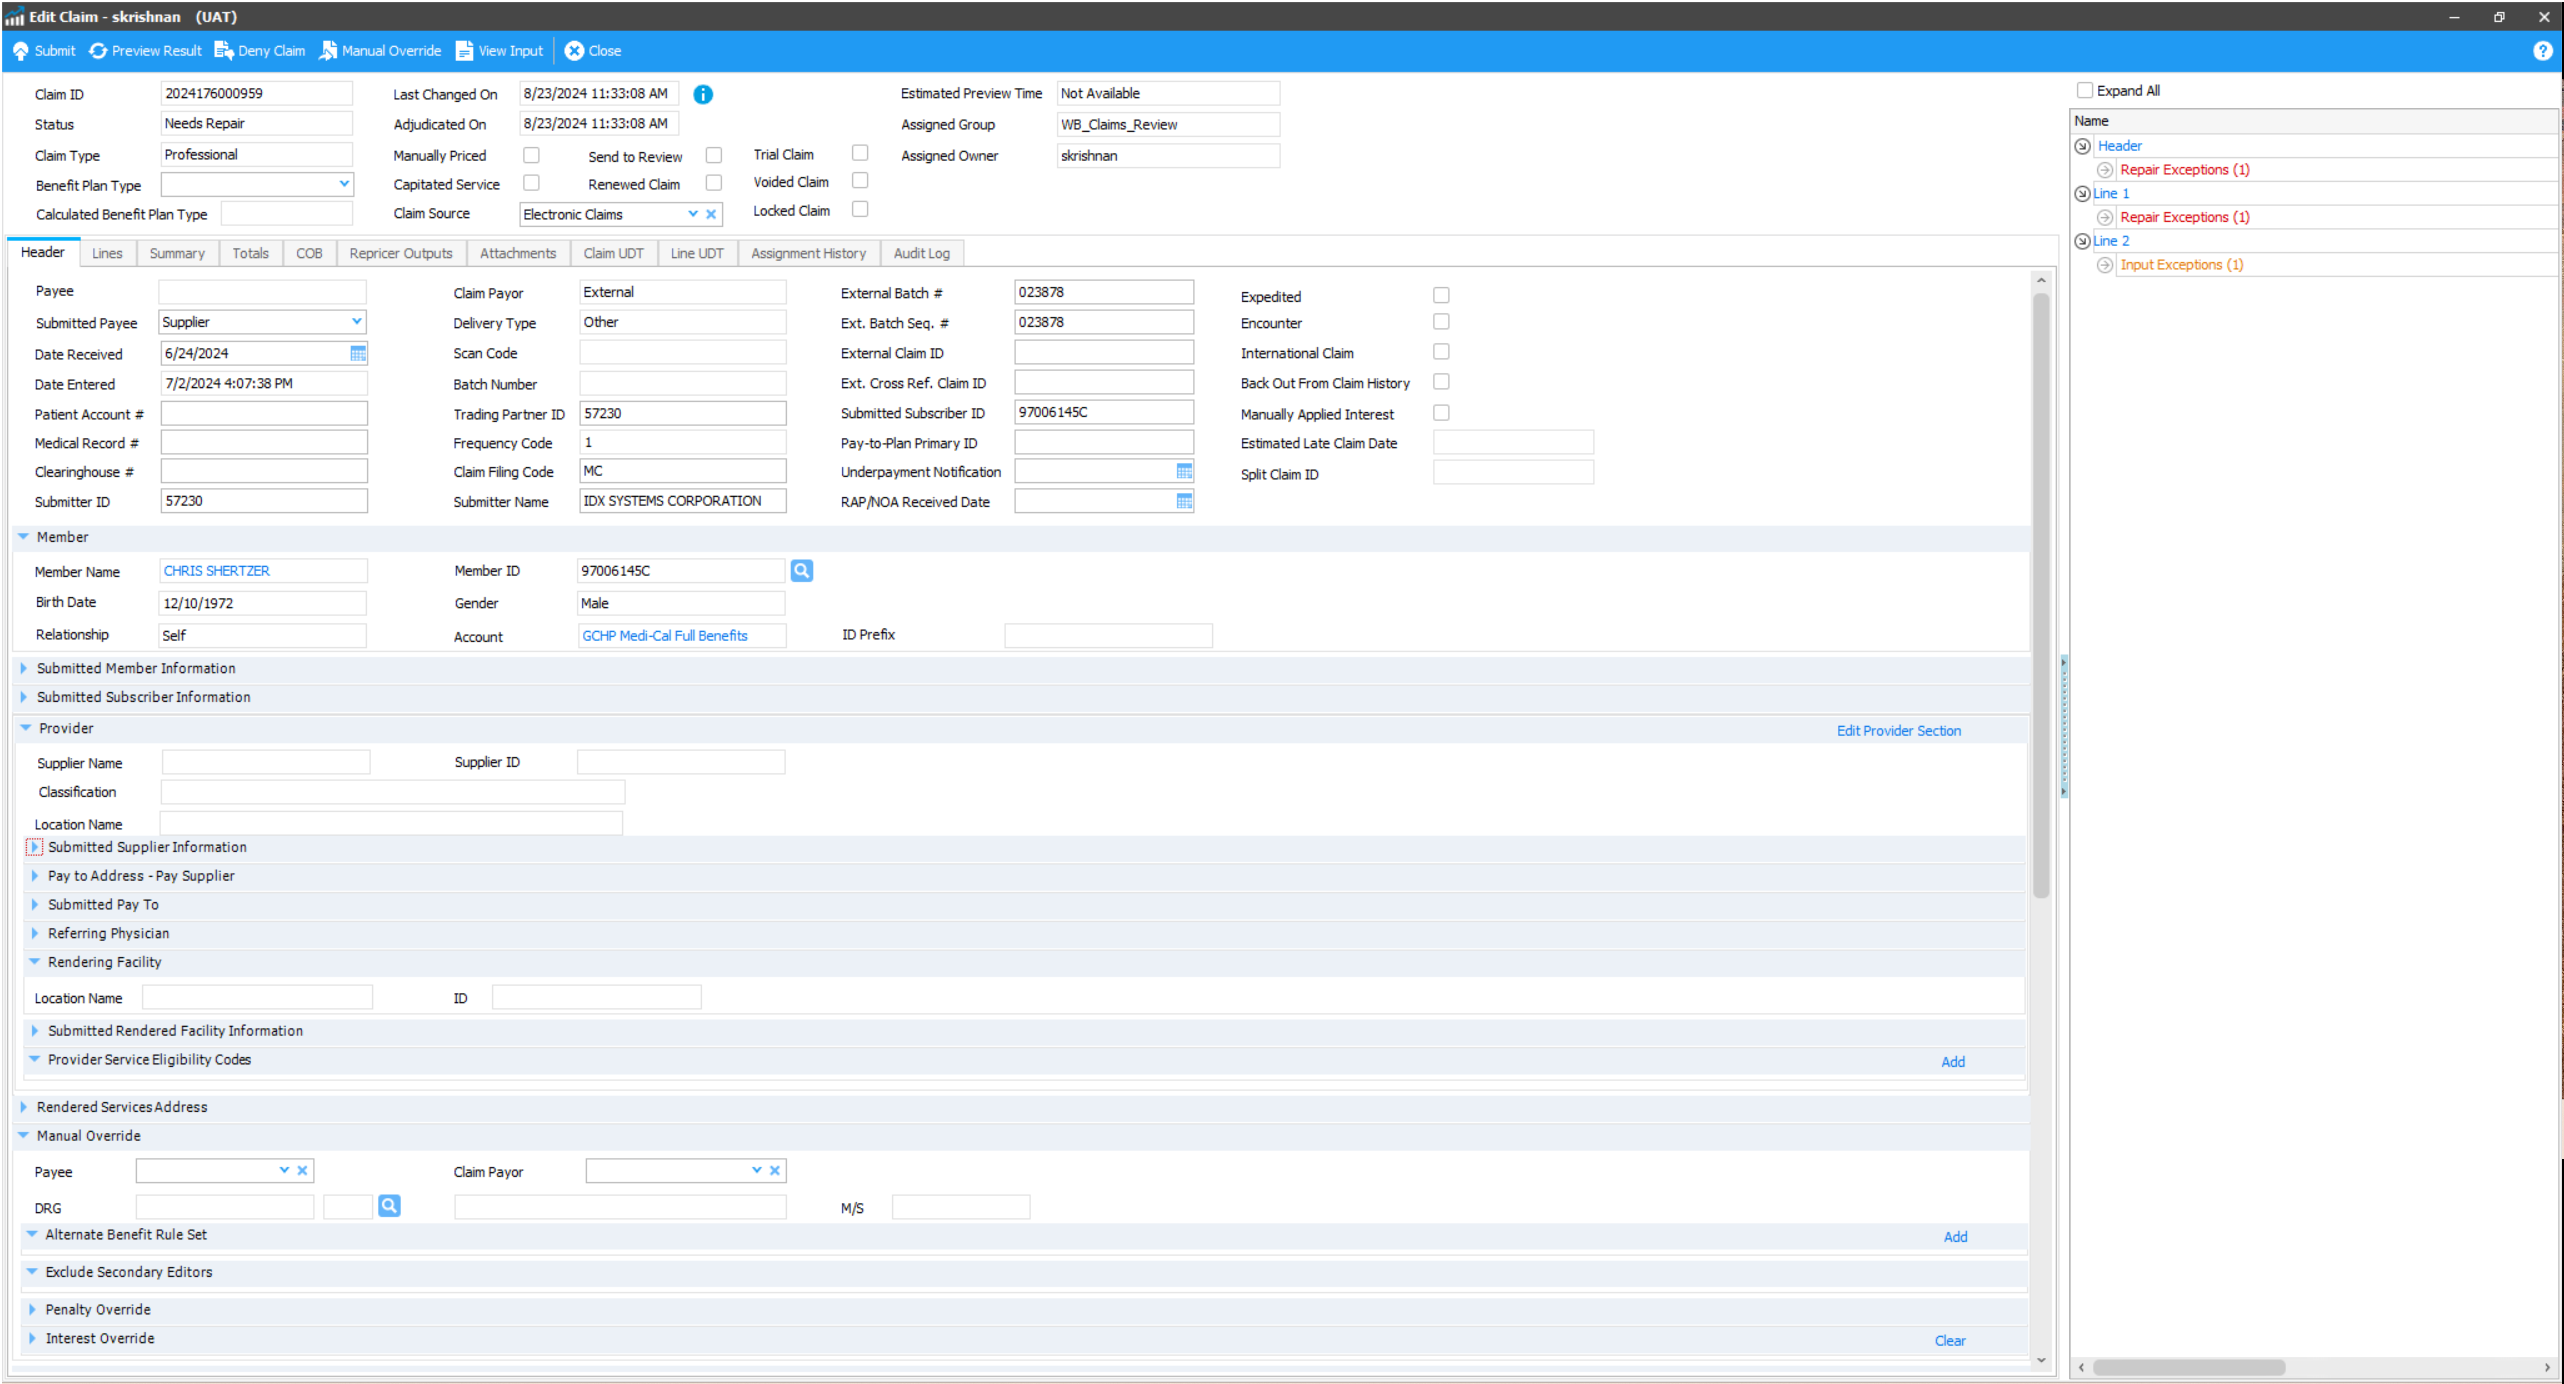 Edit Claim - skrishnan (UAT)
Submit Preview Result Deny Claim Manual Override View Input Close
Claim ID 2024176000959 Last Changed On 8/23/2024 11:33:08 AM Estimated Preview Time Not Available
Status Needs Repair Adjudicated On 8/23/2024 11:33:08 AM Assigned Group WB_Claims_Review
Claim Type Professional Manually Priced Send to Review Trial Claim Assigned Owner skrishnan
Benefit Plan Type Capitated Service Renewed Claim Voided Claim
Calculated Benefit Plan Type Claim Source Electronic Claims Locked Claim
Header Lines Summary Totals COB Repricer Outputs Attachments Claim UDT Line UDT Assignment History Audit Log
Payee Claim Payor External External Batch # 023878 Expedited
Submitted Payee Supplier Delivery Type Other Ext. Batch Seq. # 023878 Encounter
Date Received 6/24/2024 Scan Code External Claim ID International Claim
Date Entered 7/2/2024 4:07:38 PM Batch Number Ext. Cross Ref. Claim ID Back Out From Claim History
Patient Account # Trading Partner ID 57230 Submitted Subscriber ID 97006145C Manually Applied Interest
Medical Record # Frequency Code 1 Pay-to-Plan Primary ID Estimated Late Claim Date
Clearinghouse # Claim Filing Code MC Underpayment Notification Split Claim ID
Submitter ID 57230 Submitter Name IDX SYSTEMS CORPORATION RAP/NOA Received Date
Member
Member Name CHRIS SHERTZER Member ID 97006145C
Birth Date 12/10/1972 Gender Male
Relationship Self Account GCHP Medi-Cal Full Benefits ID Prefix
Submitted Member Information
Submitted Subscriber Information
Provider Edit Provider Section
Supplier Name Supplier ID
Classification
Location Name
Submitted Supplier Information
Pay to Address - Pay Supplier
Submitted Pay To
Referring Physician
Rendering Facility
Location Name ID
Submitted Rendered Facility Information
Provider Service Eligibility Codes Add
Rendered Services Address
Manual Override
Payee Claim Payor
DRG M/S
Alternate Benefit Rule Set Add
Exclude Secondary Editors
Penalty Override
Interest Override Clear
Expand All
Name
Header
Repair Exceptions (1)
Line 1
Repair Exceptions (1)
Line 2
Input Exceptions (1)